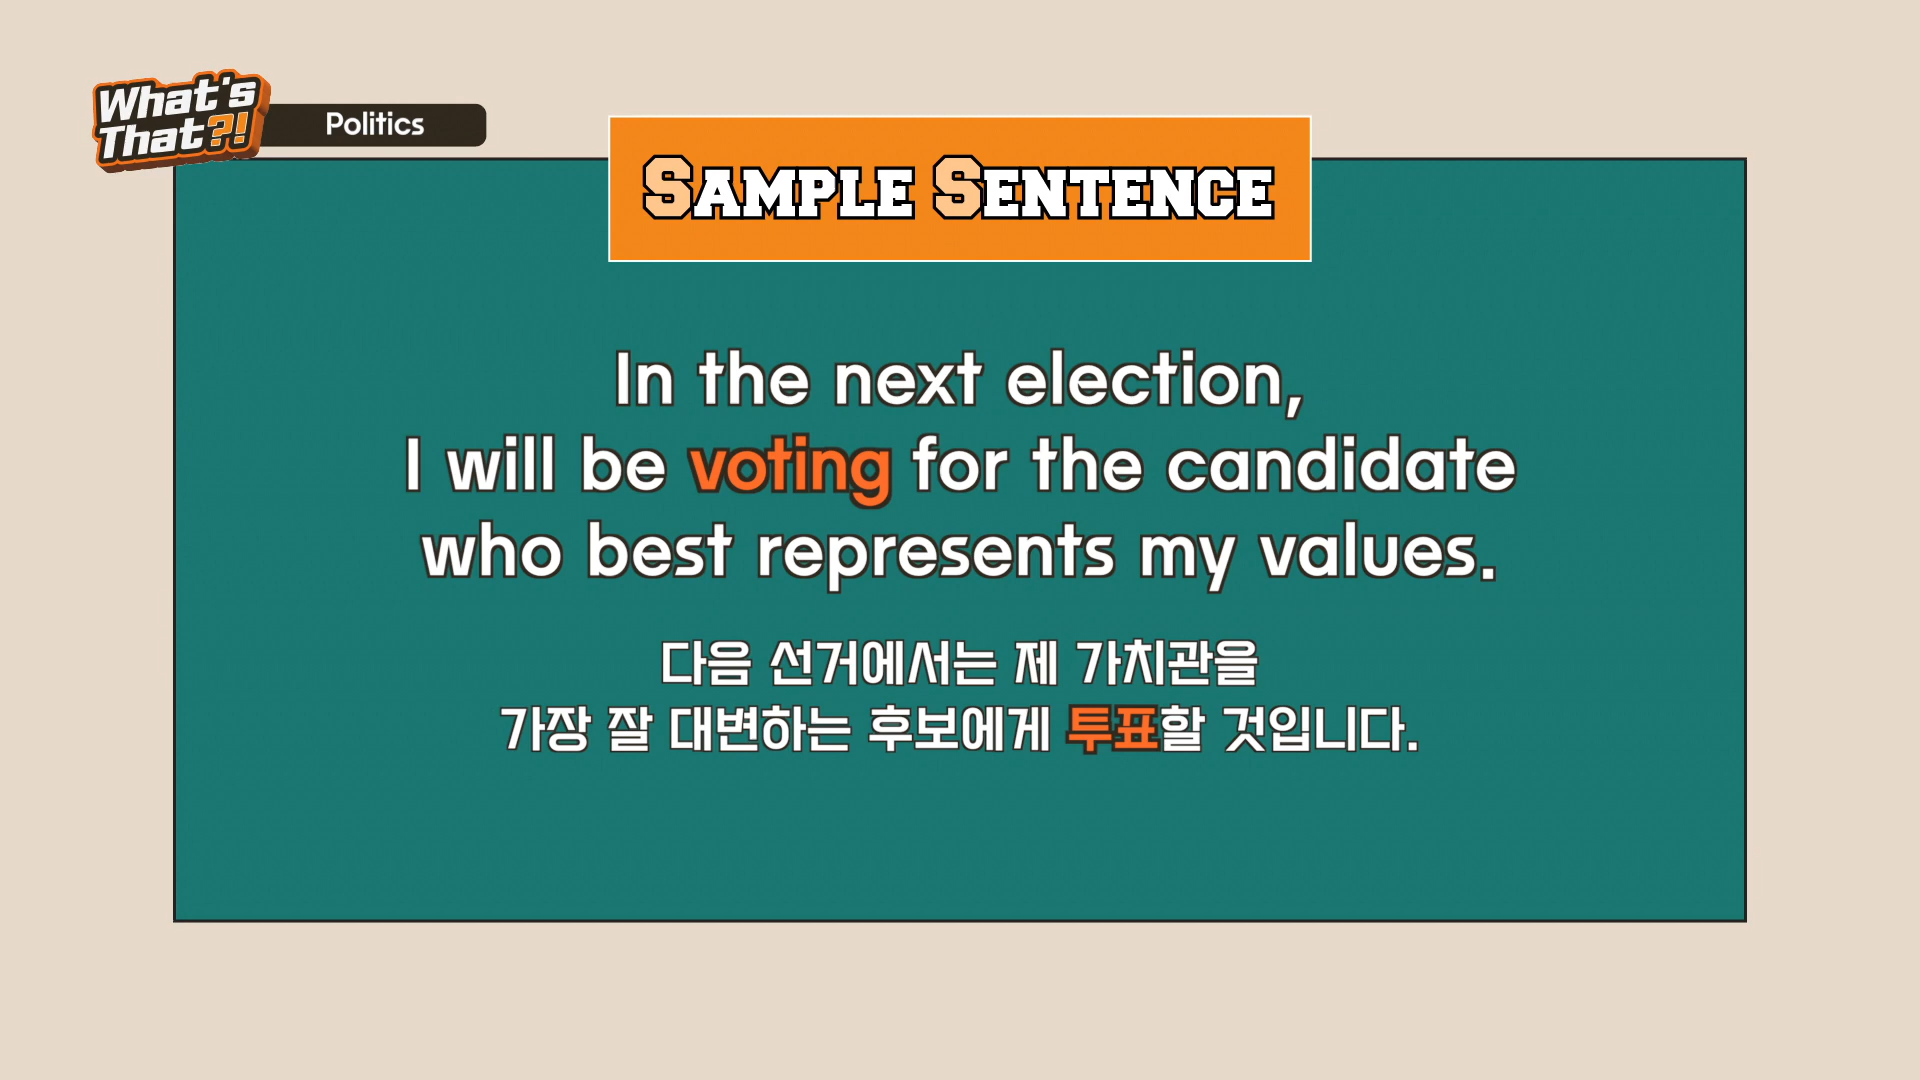 What's
That?!
Politics
SAMPLE SENTENCE
In the next election,
I will be voting for the candidate
who best represents my values.
다음 선거에서는 제 가치관을
가장 잘 대변하는 후보에게 투표할 것입니다.